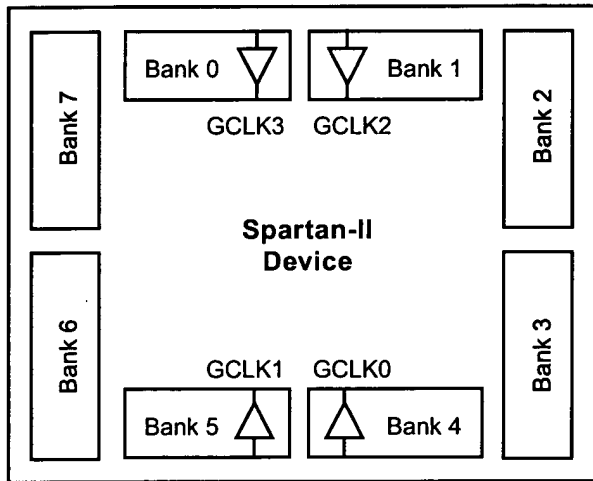 Bank 0
Bank 1
Bank 7
Bank 2
GCLK3
GCLK2
Spartan-II
Device
Bank 6
Bank 3
GCLK1
GCLK0
Bank 5
Bank 4